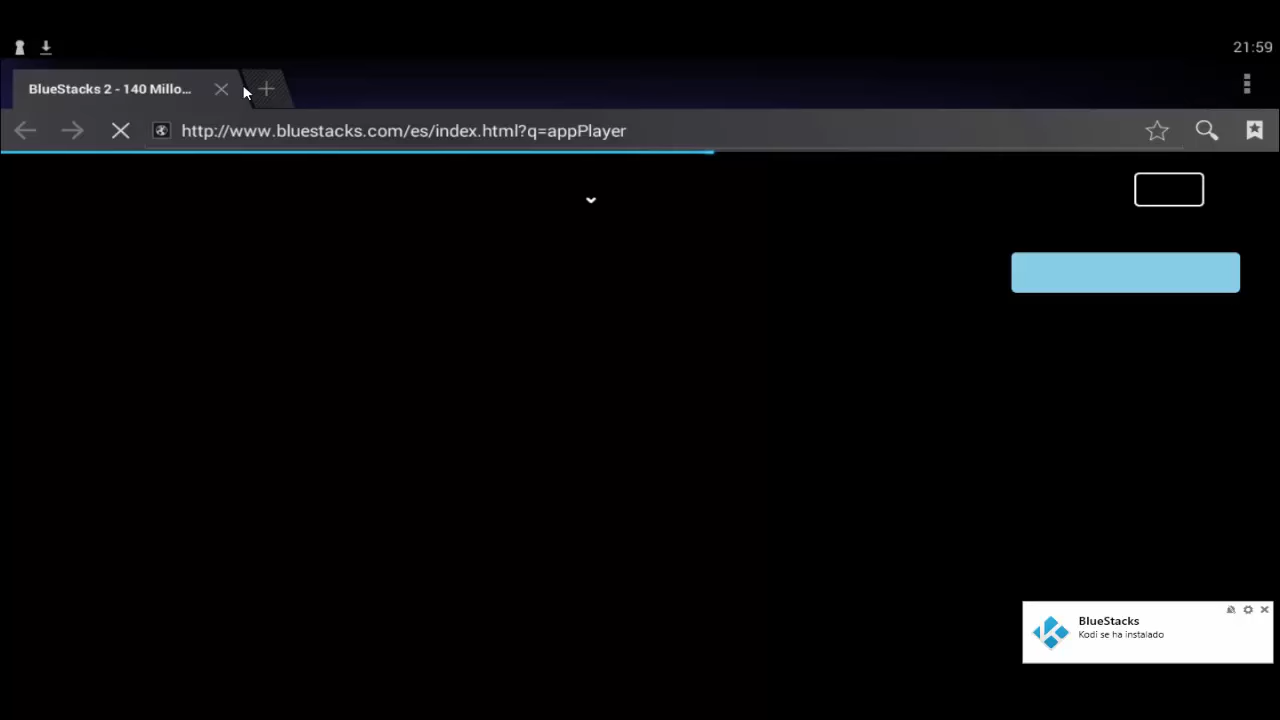 21:59
BlueStacks 2 - 140 Millo...
http://www.bluestacks.com/es/index.html?q=appPlayer
BlueStacks
Kodi se ha instalado